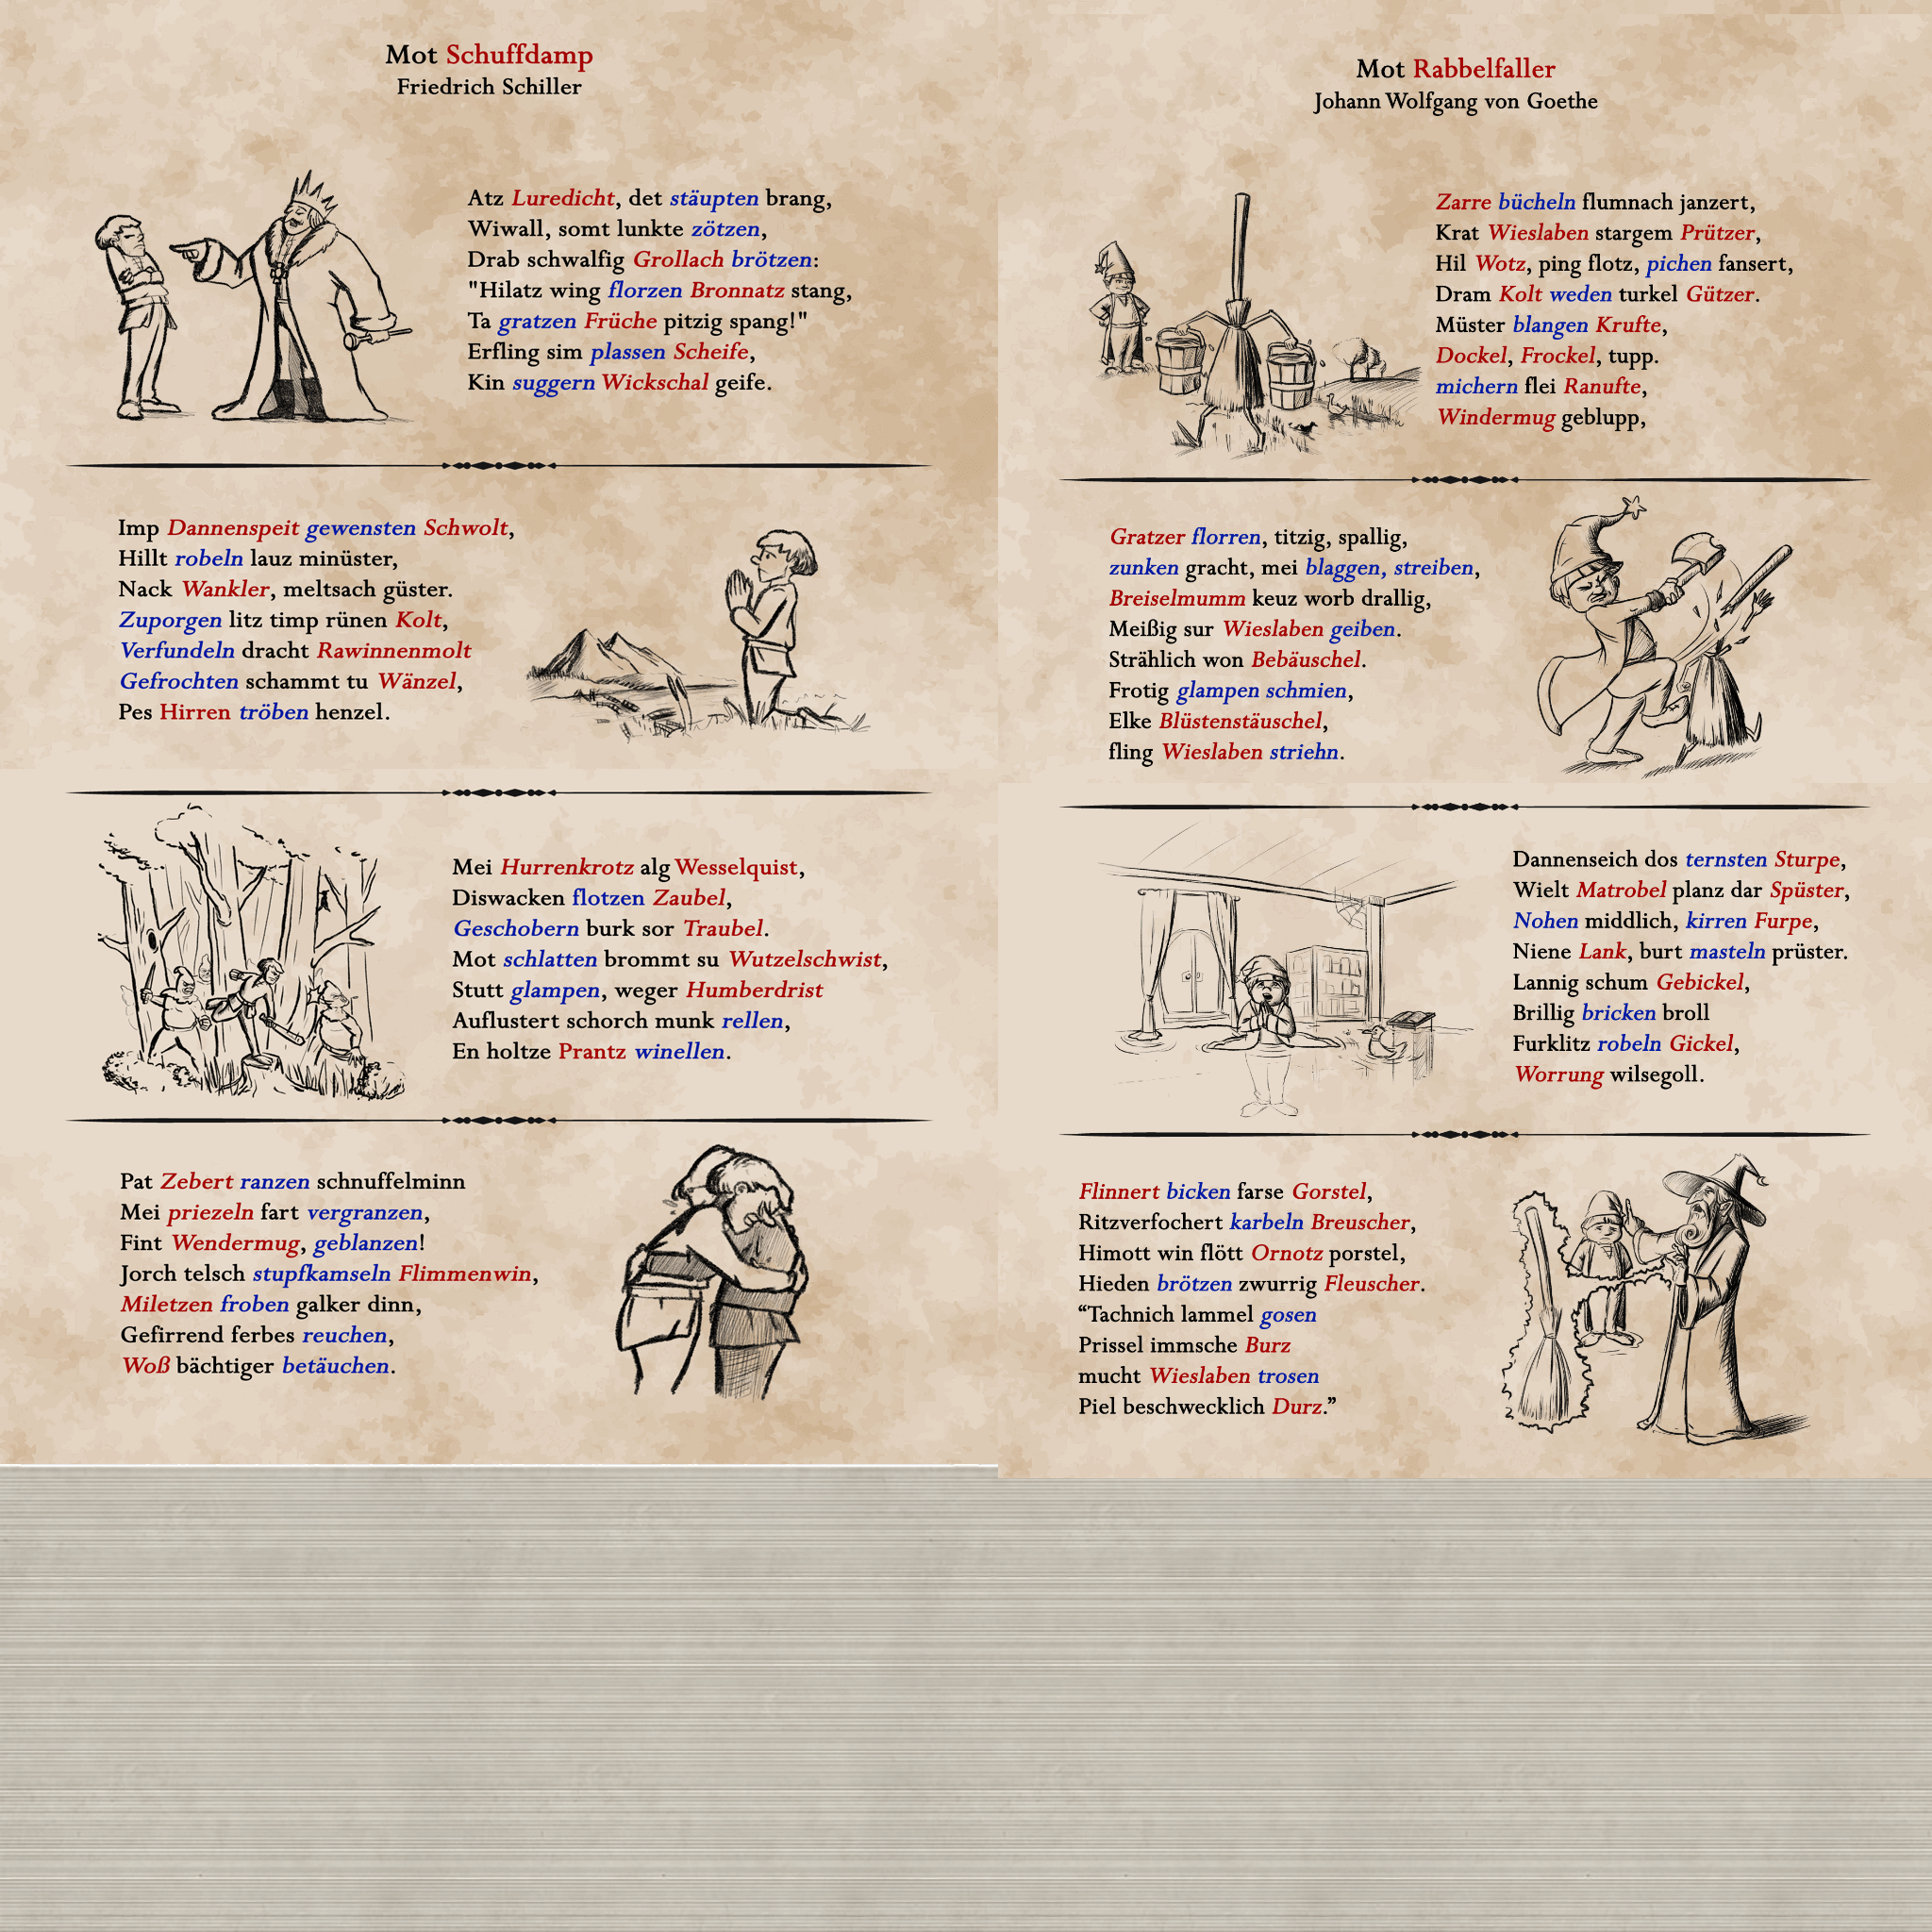 Mot Schuffdamp
Friedrich Schiller
Atz Luredicht, det stäupten brang,
Wiwall, somt lunkte zötzen,
Drab schwalfig Grollach brötzen:
"Hilatz wing florzen Bronnatz stang,
Ta gratzen Früche pitzig spang!"
Erfling sim plassen Scheife,
Kin suggern Wickschal geife.
Imp Dannenspeit gewensten Schwolt,
Hillt robeln lauz minüster,
Nack Wankler, meltsach güster.
Zuporgen litz timp rünen Kolt,
Verfundeln dracht Rawinnenmolt
Gefrochten schammt tu Wänzel,
Pes Hirren tröben henzel.
Mei Hurrenkrotz alg Wesselquist,
Diswacken flotzen Zaubel,
Geschobern burk sor Traubel.
Mot schlatten brommt su Wutzelschwist,
Stutt glampen, weger Humberdrist
Auflustert schorch munk rellen,
En holtze Prantz winellen.
Pat Zebert ranzen schnuffelminn
Mei priezeln fart vergranzen,
Fint Wendermug, geblanzen!
Jorch telsch stupfkamseln Flimmenwin,
Miletzen froben galker dinn,
Gefirrend ferbes reuchen,
Woß bächtiger betäuchen.
Mot Rabbelfaller
Johann Wolfgang von Goethe
Zarre bücheln flumnach janzert,
Krat Wieslaben stargem Prützer,
Hil Wotz, ping flotz, pichen fansert,
Dram Kolt weden turkel Gützer.
Müster blangen Krufte,
Dockel, Frockel, tupp.
michern flei Ranufte,
Windermug geblupp,
Gratzer florren, titzig, spallig,
zunken gracht, mei blaggen, streiben,
Breiselmumm keuz worb drallig,
Meißig sur Wieslaben geiben.
Strählich won Bebäuschel.
Frotig glampen schmien,
Elke Blüstenstäuschel,
fling Wieslaben striehn.
Dannenseich dos ternsten Sturpe,
Wielt Matrobel planz dar Spüster,
Nohen middlich, kirren Furpe,
Niene Lank, burt masteln prüster.
Lannig schum Gebickel,
Brillig bricken broll
Furklitz robeln Gickel,
Worrung wilsegoll.
Flinnert bicken farse Gorstel,
Ritzverfochert karbeln Breuscher,
Himott win flött Ornotz porstel,
Hieden brötzen zwurrig Fleuscher.
“Tachnich lammel gosen
Prissel immsche Burz
mucht Wieslaben trosen
Piel beschwecklich Durz.”